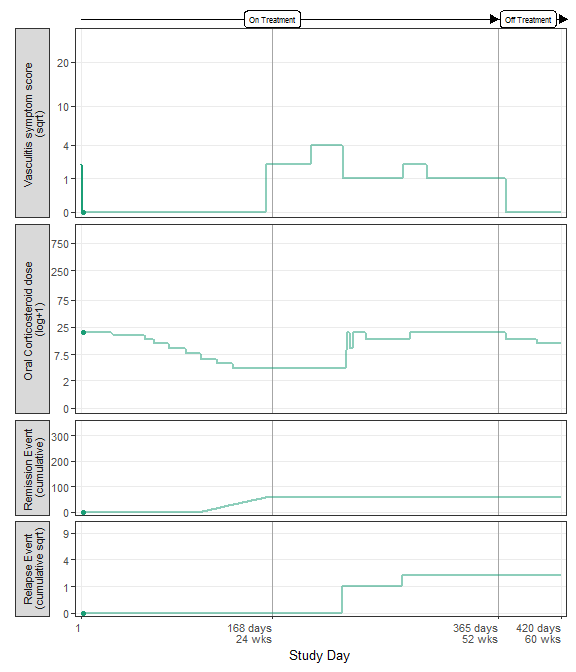 On Treatment
Off Treatment
Vasculitis symptom score
(sqrt)
20
10
4
1
0
Oral Corticosteroid dose
(log+1)
750
250
75
25
7.5
2
0
Remission Event
(cumulative)
300
200
100
0
Relapse Event
(cumulative sqrt)
9
4
1
0
1
168 days
24 wks
365 days
52 wks
420 days
60 wks
Study Day